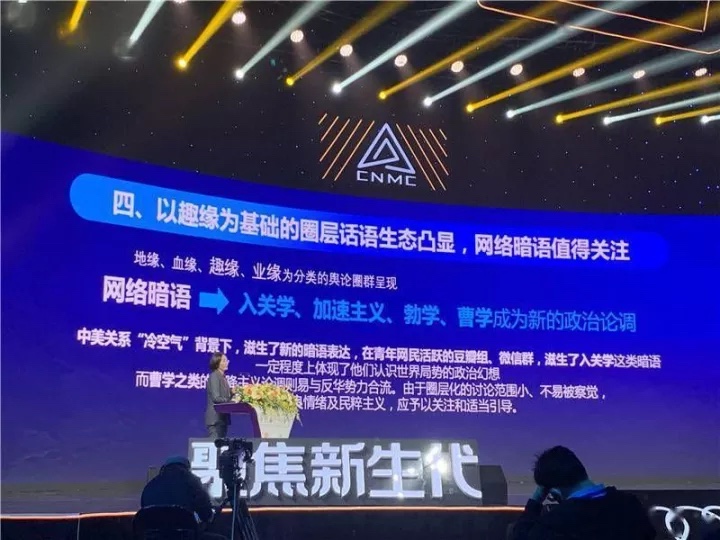 CNMC
四、以趣缘为基础的圈层话语生态凸显，网络暗语值得关注
地缘、血缘、趣缘、业缘为分类的舆论圈群呈现
网络暗语 入关学、加速主义、勃学、曹学成为新的政治论调
中美关系“冷空气”背景下，滋生了新的暗语表达，在青年网民活跃的豆瓣组、微信群，滋生了入关学这类暗语
一定程度上体现了他们认识世界局势的政治幻想
而曹学之类的 降主义论调则易与反华势力合流。由于圈层化的讨论范围小、不易被察觉，
情绪及民粹主义，应予以关注和适当引导。
聚焦新生代